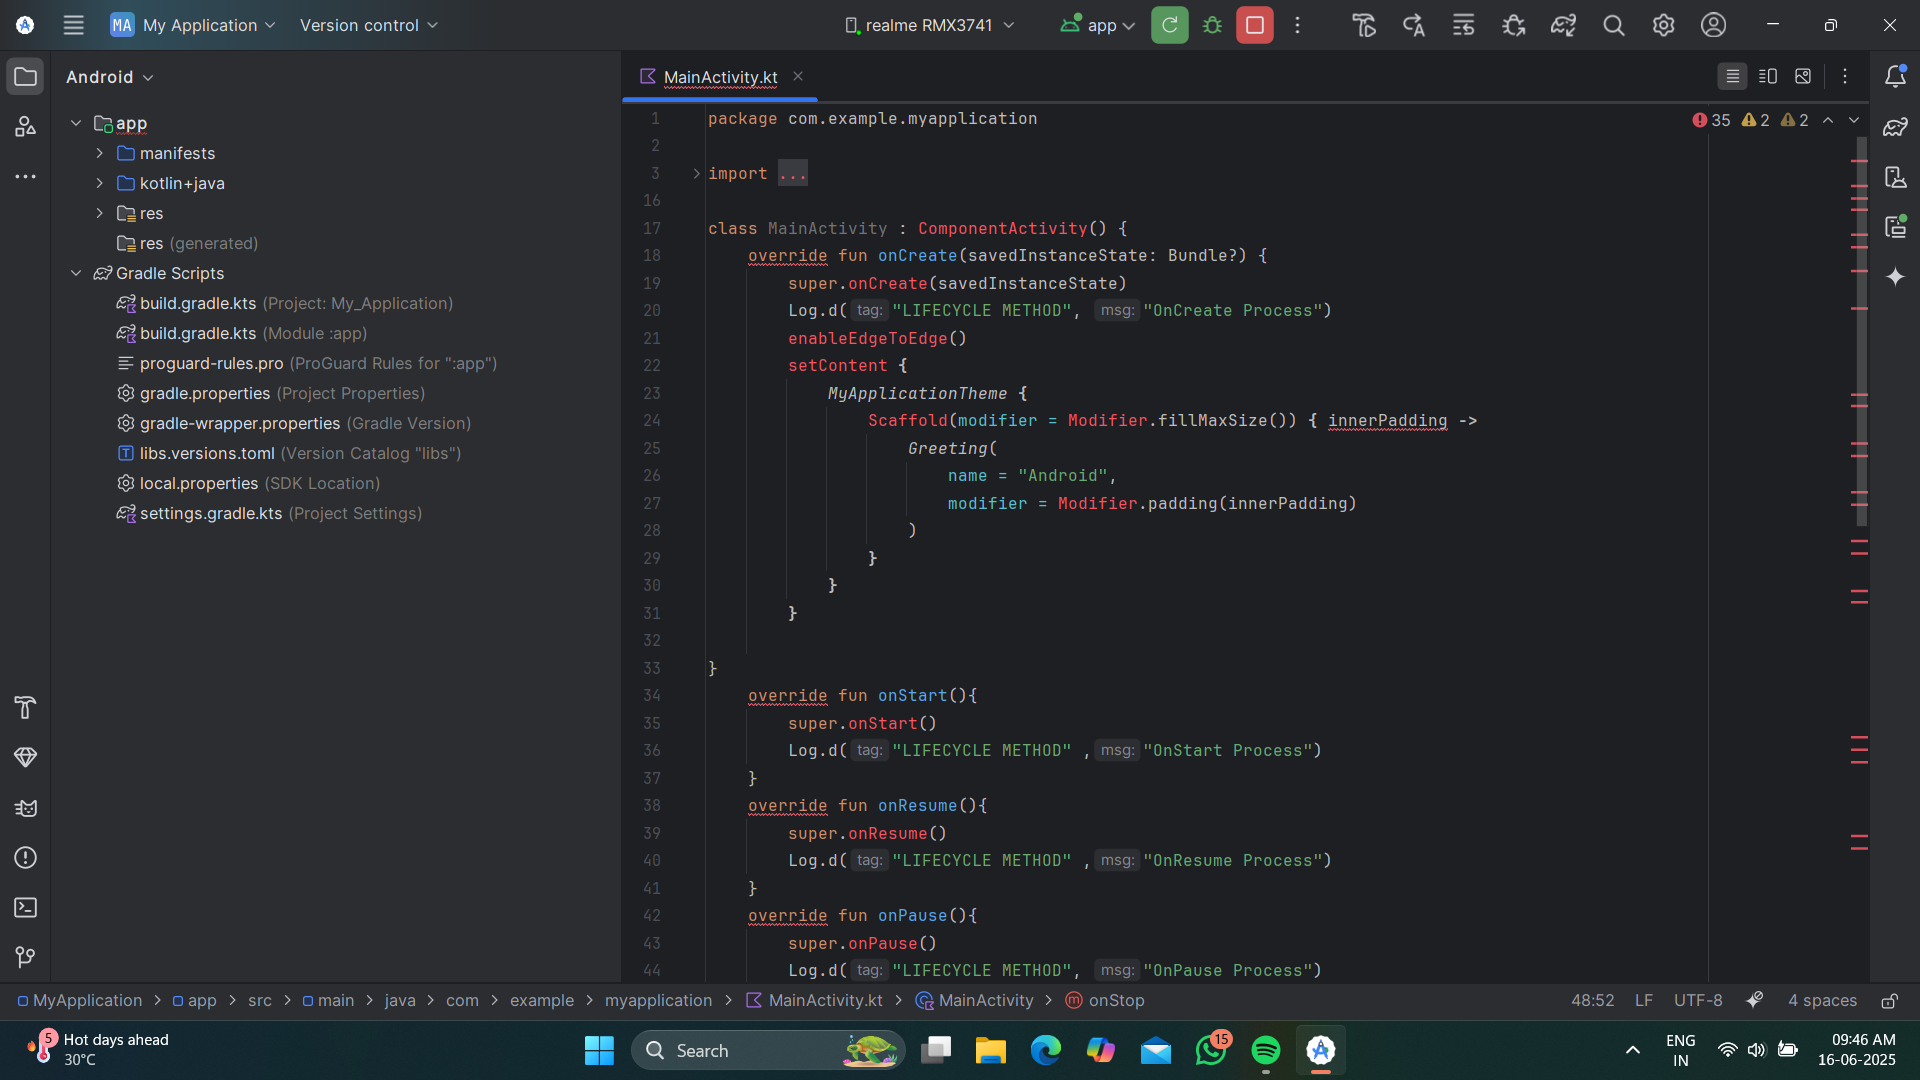 MA My Application
Version control
realme RMX3741
app
Android
app
manifests
kotlin+java
res
res (generated)
Gradle Scripts
build.gradle.kts (Project: My_Application)
build.gradle.kts (Module :app)
proguard-rules.pro (ProGuard Rules for ":app")
gradle.properties (Project Properties)
gradle-wrapper.properties (Gradle Version)
libs.versions.toml (Version Catalog "libs")
local.properties (SDK Location)
settings.gradle.kts (Project Settings)
MainActivity.kt
35 2 2
1 package com.example.myapplication
2
3 import ...
16
17 class MainActivity : ComponentActivity() {
18 override fun onCreate(savedInstanceState: Bundle?) {
19 super.onCreate(savedInstanceState)
20 Log.d( tag: "LIFECYCLE METHOD", msg: "OnCreate Process")
21 enableEdgeToEdge()
22 setContent {
23 MyApplicationTheme {
24 Scaffold(modifier = Modifier.fillMaxSize()) { innerPadding ->
25 Greeting(
26 name = "Android",
27 modifier = Modifier.padding(innerPadding)
28 )
29 }
30 }
31 }
32
33 }
34 override fun onStart(){
35 super.onStart()
36 Log.d( tag: "LIFECYCLE METHOD" , msg: "OnStart Process")
37 }
38 override fun onResume(){
39 super.onResume()
40 Log.d( tag: "LIFECYCLE METHOD" , msg: "OnResume Process")
41 }
42 override fun onPause(){
43 super.onPause()
44 Log.d( tag: "LIFECYCLE METHOD", msg: "OnPause Process")
MyApplication > app > src > main > java > com > example > myapplication > MainActivity.kt > MainActivity > onStop
48:52 LF UTF-8 4 spaces
5 Hot days ahead
30°C
Search
15
ENG
IN
09:46 AM
16-06-2025